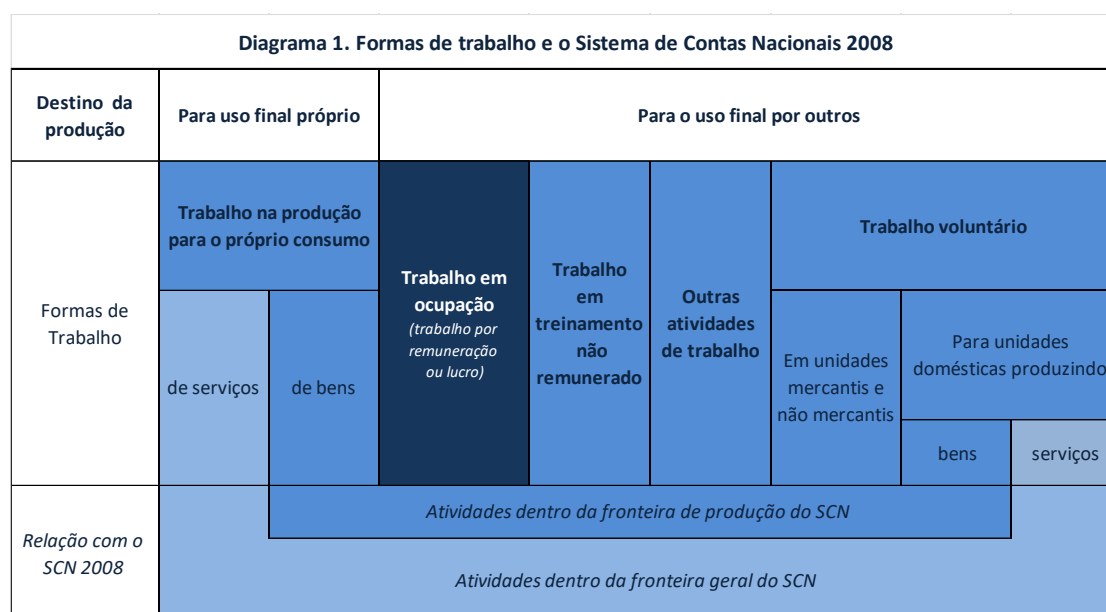 Diagrama 1. Formas de trabalho e o Sistema de Contas Nacionais 2008
Destino da
produção
Para uso final próprio
Para o uso final por outros
Formas de
Trabalho
Trabalho na produção
para o próprio consumo
de serviços
de bens
Trabalho em
ocupação
(trabalho por
remuneração
ou lucro)
Trabalho
em
treinamento
não
remunerado
Outras
atividades
de trabalho
Trabalho voluntário
Em unidades
mercantis e
não mercantis
Para unidades
domésticas produzindo
bens
serviços
Relação com o
SCN 2008
Atividades dentro da fronteira de produção do SCN
Atividades dentro da fronteira geral do SCN